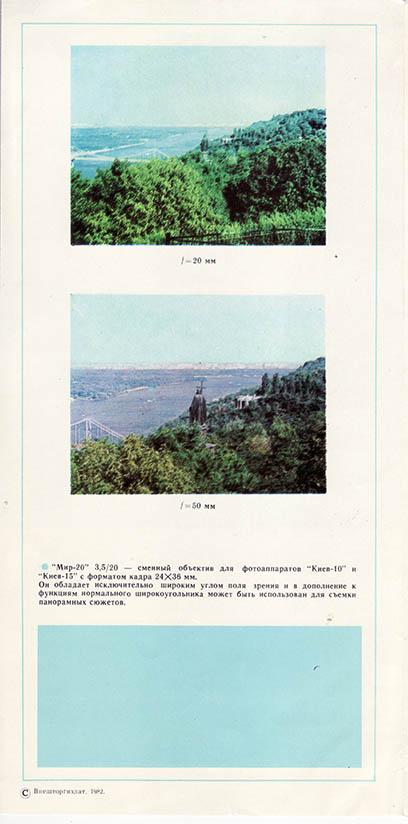 f=20 мм
f=50 мм
"Мир-20" 3,5/20 — сменный объектив для фотоаппаратов "Киев-10" и
"Киев-15" с форматом кадра 24×36 мм.
Он обладает исключительно широким углом поля зрения и в дополнение к
функциям нормального широкоугольника может быть использован для съемки
панорамных сюжетов.
© Внешторгиздат. 1982.